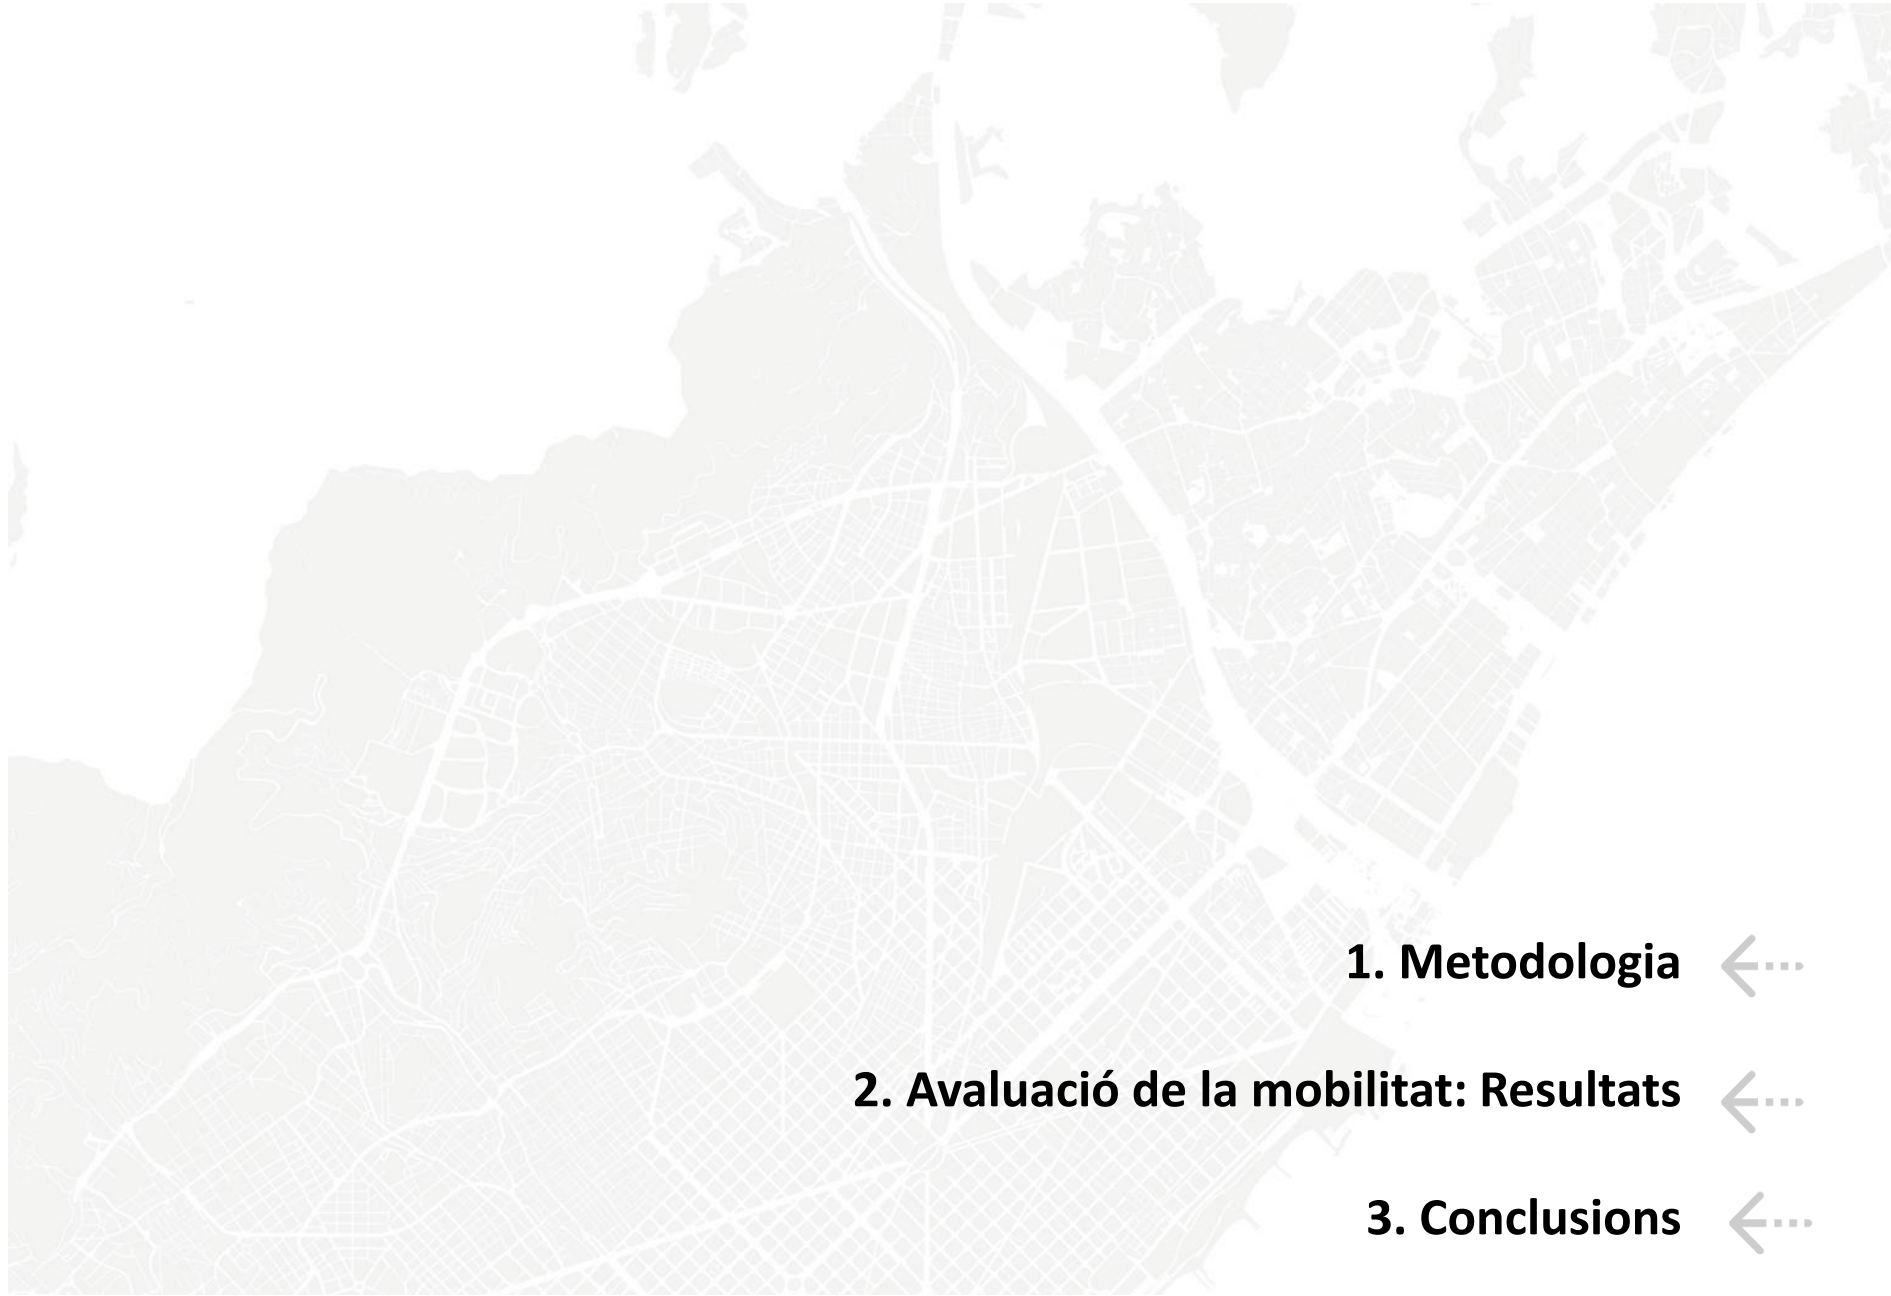 1. Metodologia
2. Avaluació de la mobilitat: Resultats
3. Conclusions